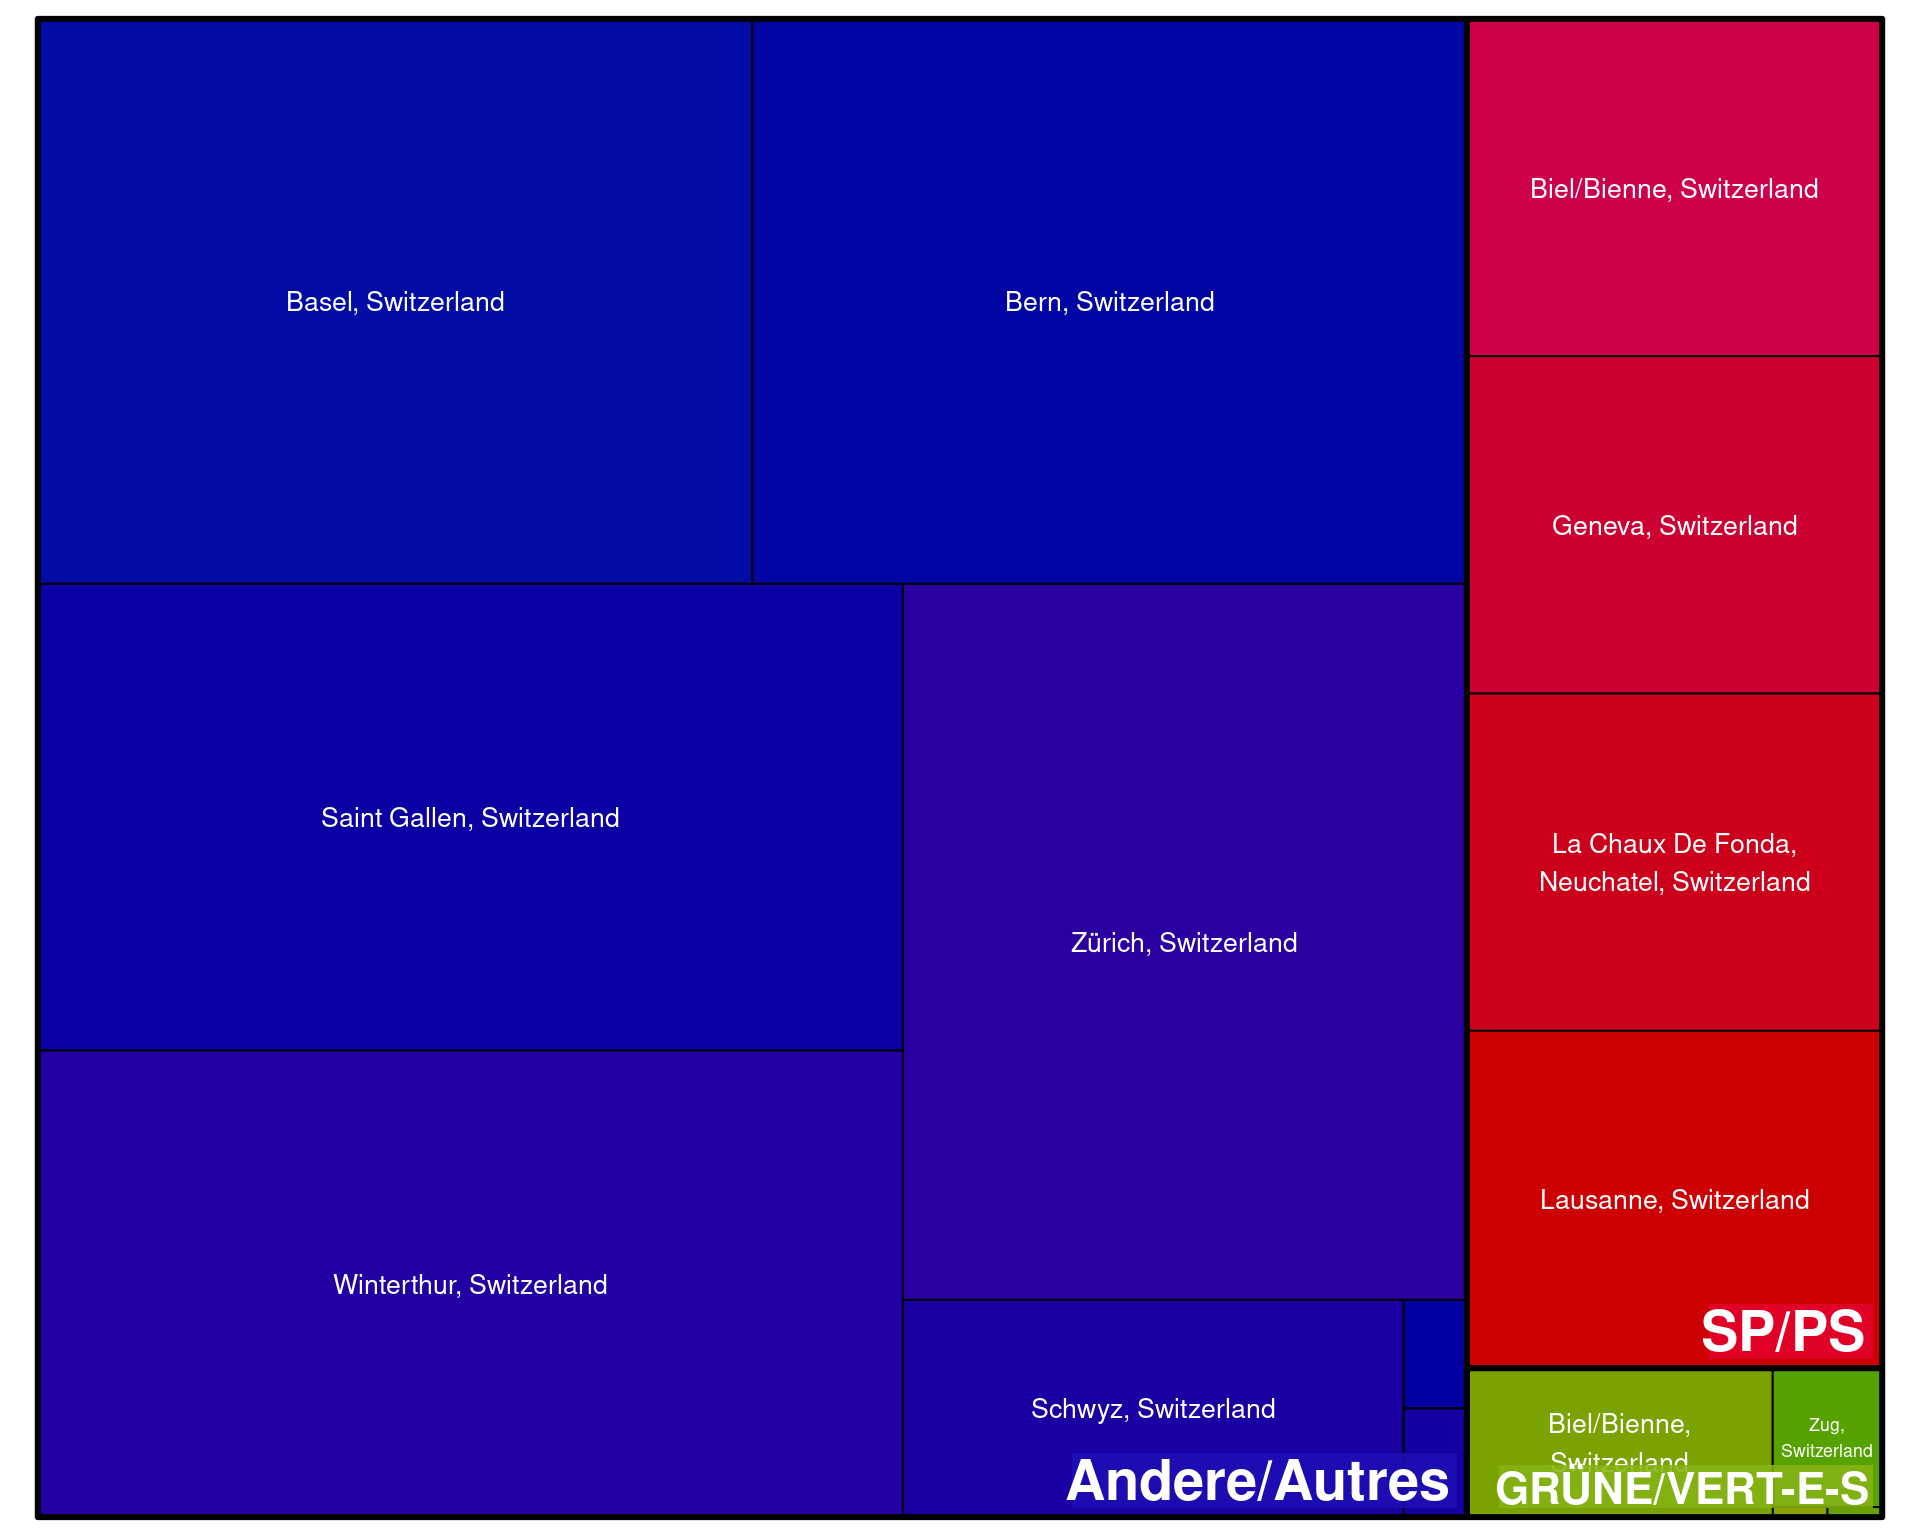 Basel, Switzerland
Bern, Switzerland
Saint Gallen, Switzerland
Zürich, Switzerland
Winterthur, Switzerland
Schwyz, Switzerland
Andere/Autres
Biel/Bienne, Switzerland
Geneva, Switzerland
La Chaux De Fonda,
Neuchatel, Switzerland
Lausanne, Switzerland
SP/PS
Biel/Bienne,
Switzerland
Zug,
Switzerland
GRÜNE/VERT-E-S